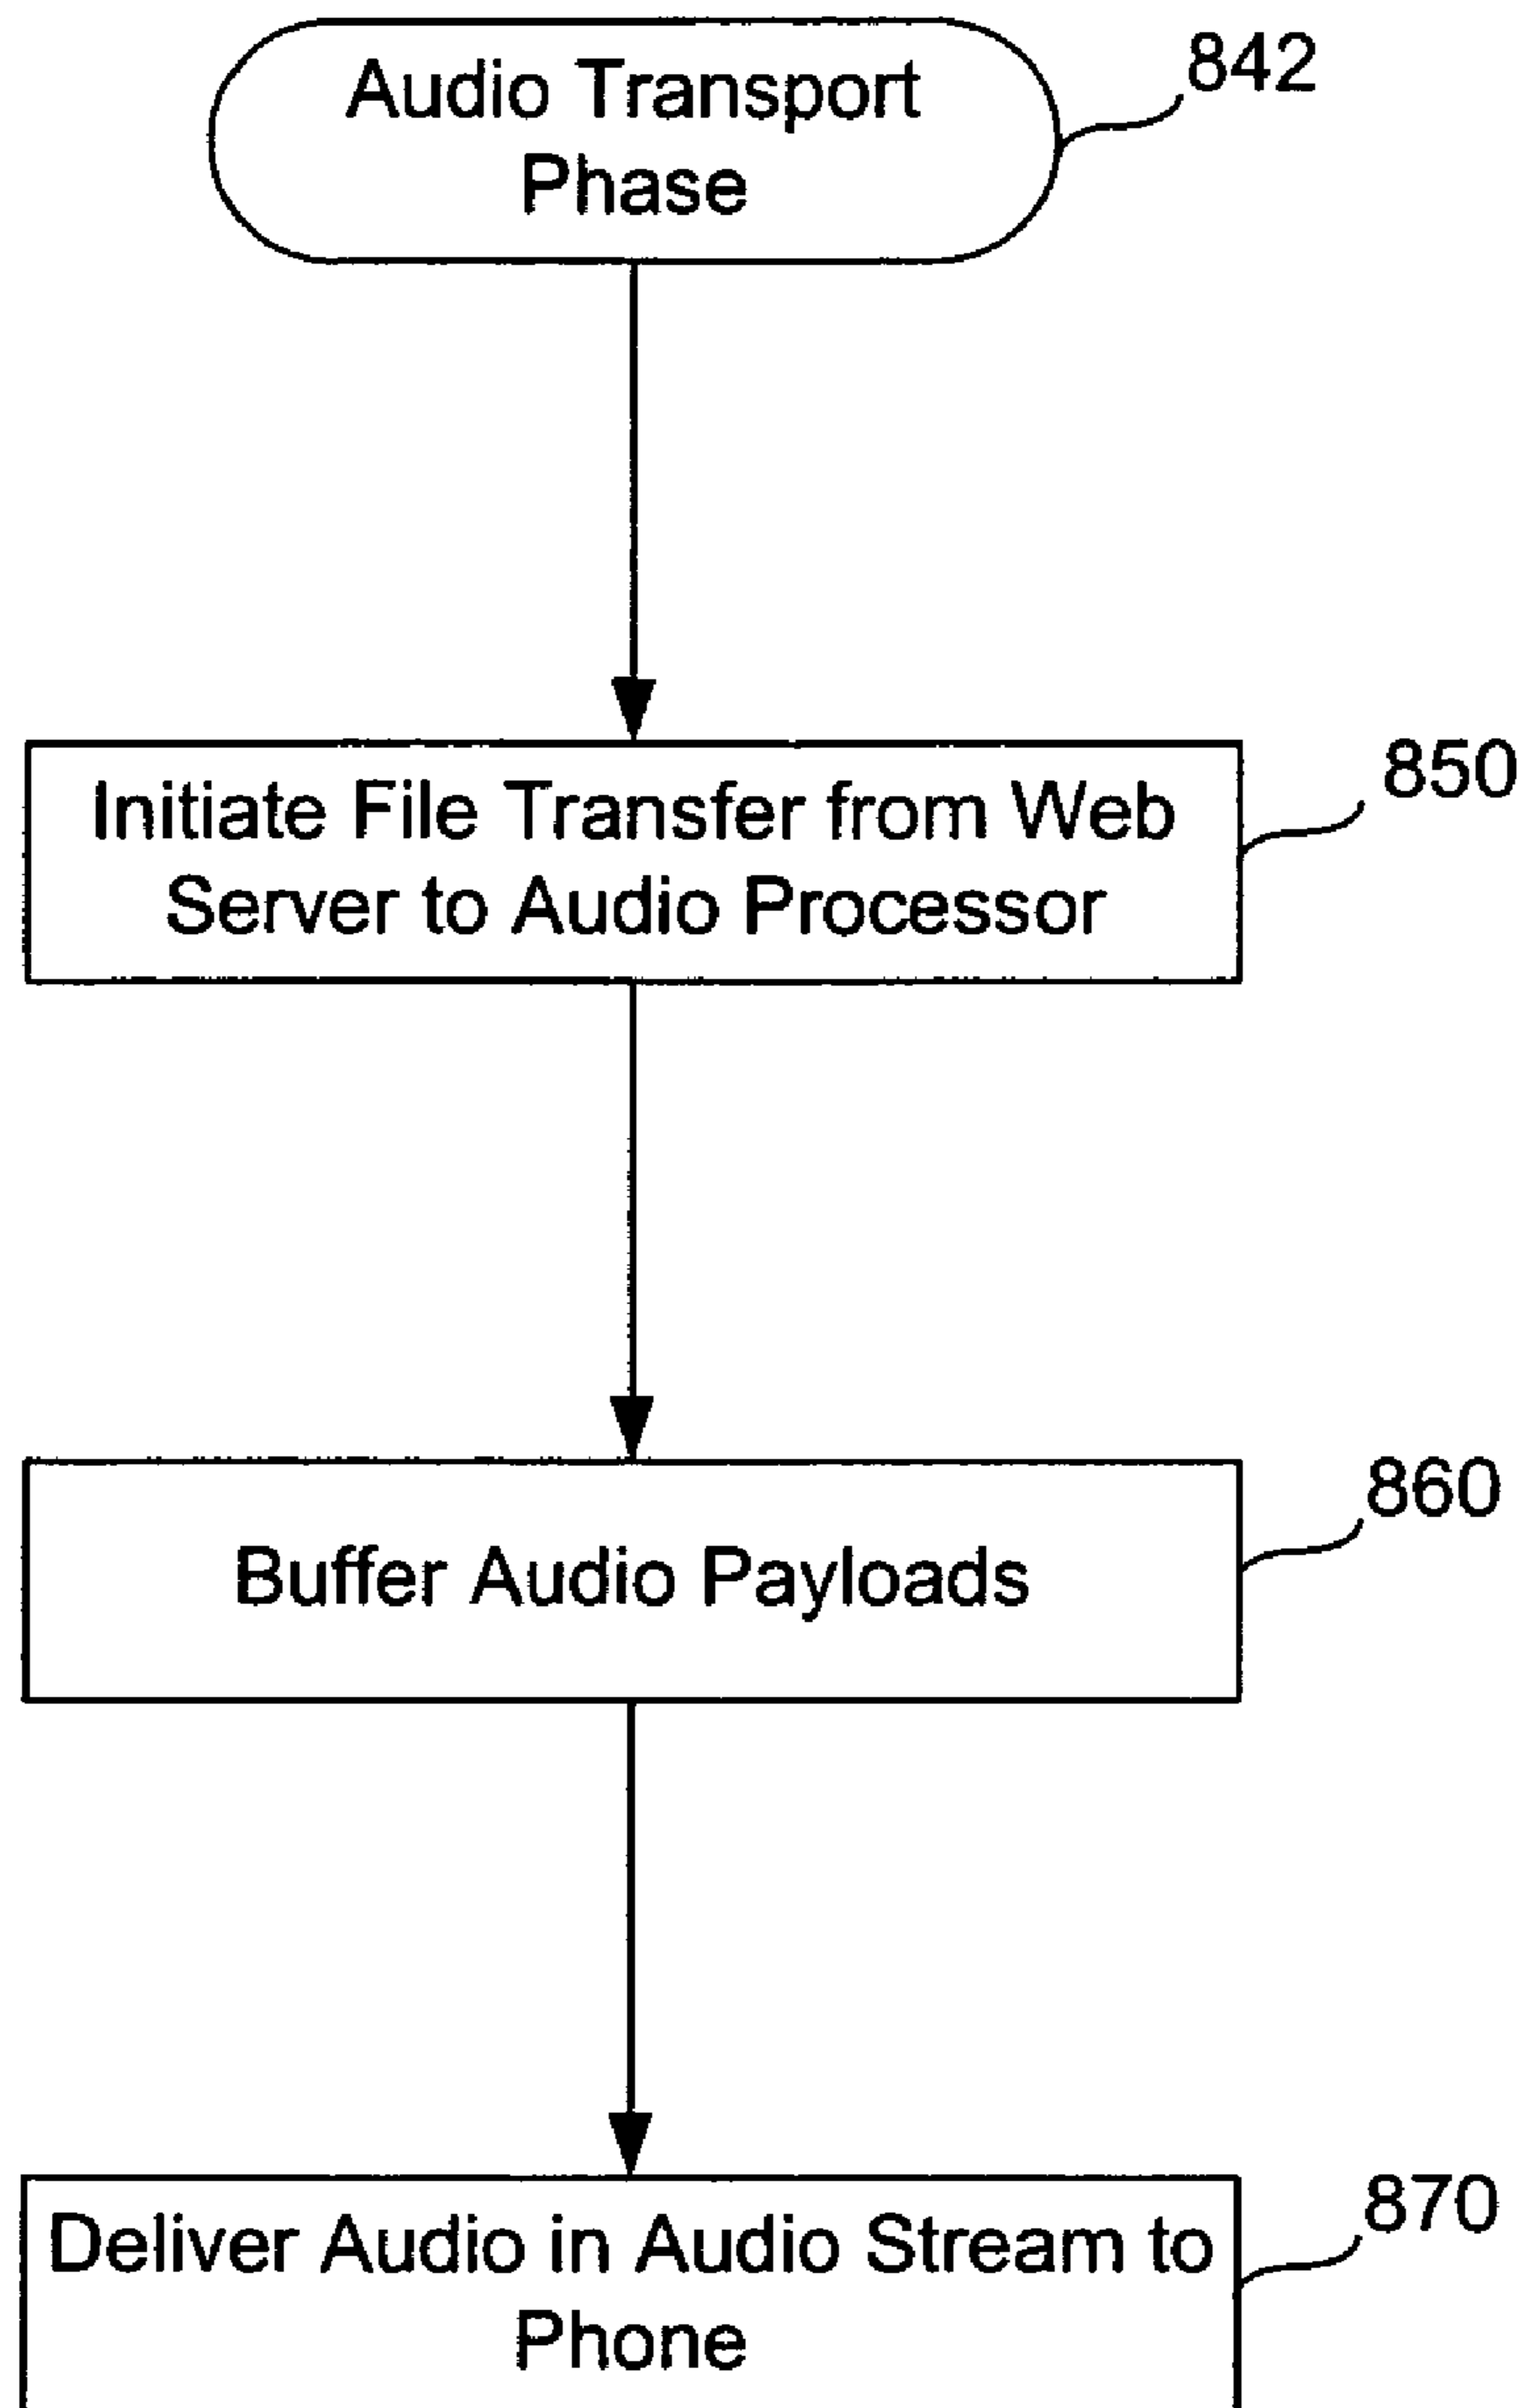 Audio Transport
Phase
842
Initiate File Transfer from Web
Server to Audio Processor
850
Buffer Audio Payloads
860
Deliver Audio in Audio Stream to
Phone
870